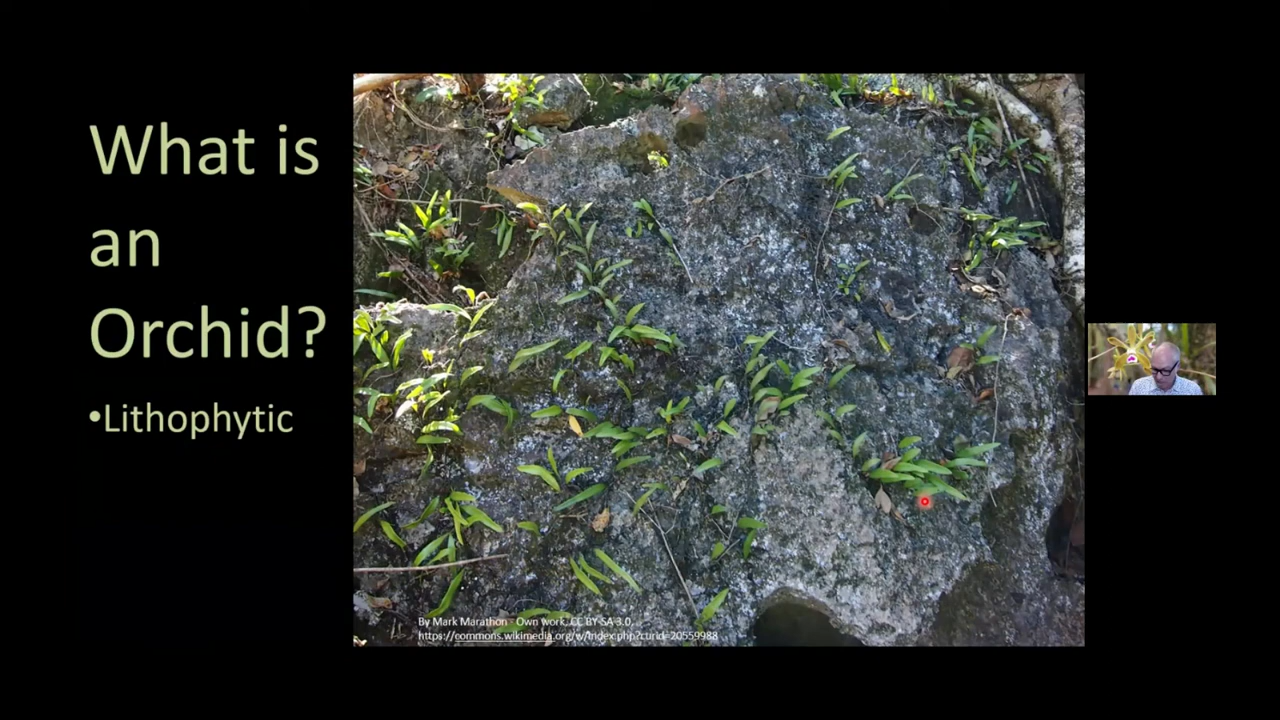 What is
an
Orchid?
•Lithophytic
By Mark Marathon - Own work, CC BY-SA 3.0,
https://commons.wikimedia.org/w/index.php?curid=20559988